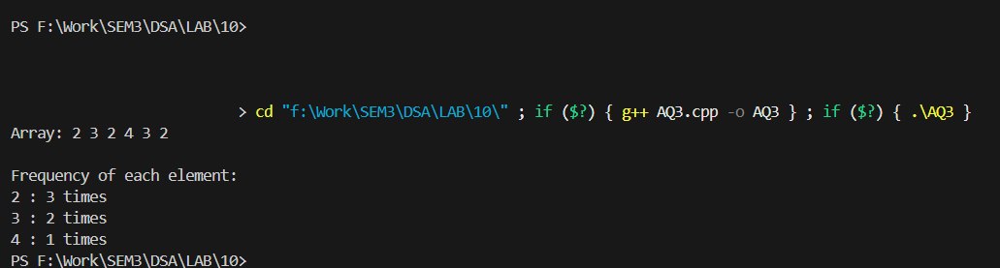 PS F:\Work\SEM3\DSA\LAB\10>
> cd "f:\Work\SEM3\DSA\LAB\10\" ; if ($?) { g++ AQ3.cpp -o AQ3 } ; if ($?) { .\AQ3 }
Array: 2 3 2 4 3 2
Frequency of each element:
2 : 3 times
3 : 2 times
4 : 1 times
PS F:\Work\SEM3\DSA\LAB\10>